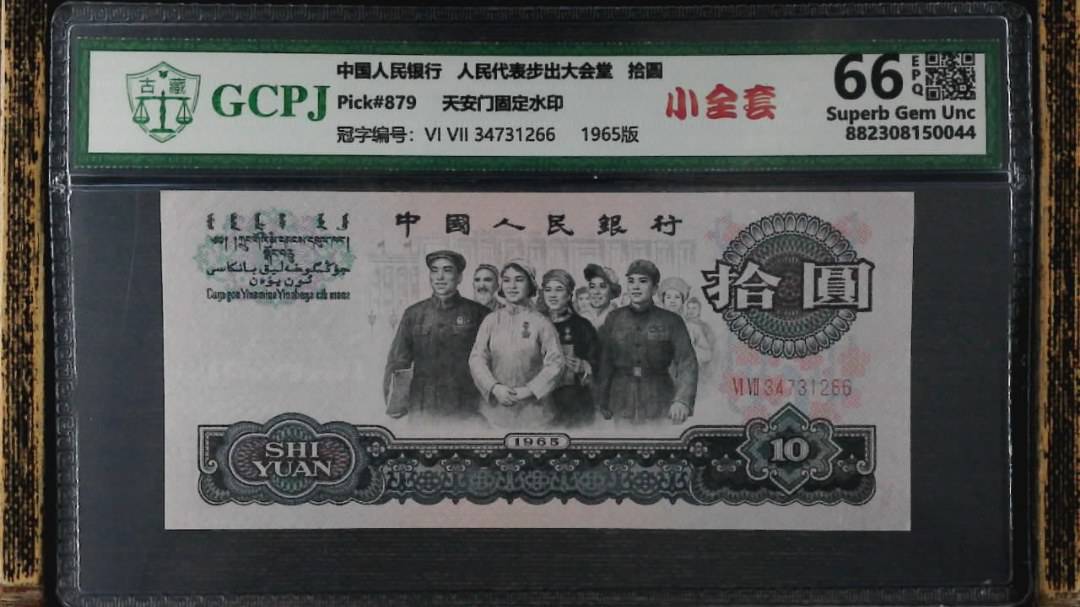 古藏
GCPJ
中国人民银行 人民代表步出大会堂 拾圓
Pick#879 天安门固定水印
冠字编号：VI VII 34731266 1965版
小全套
66
EPQ
Superb Gem Unc
882308150044
中國人民銀行
拾圓
VI VII 34731266
1965
SHI
YUAN
10